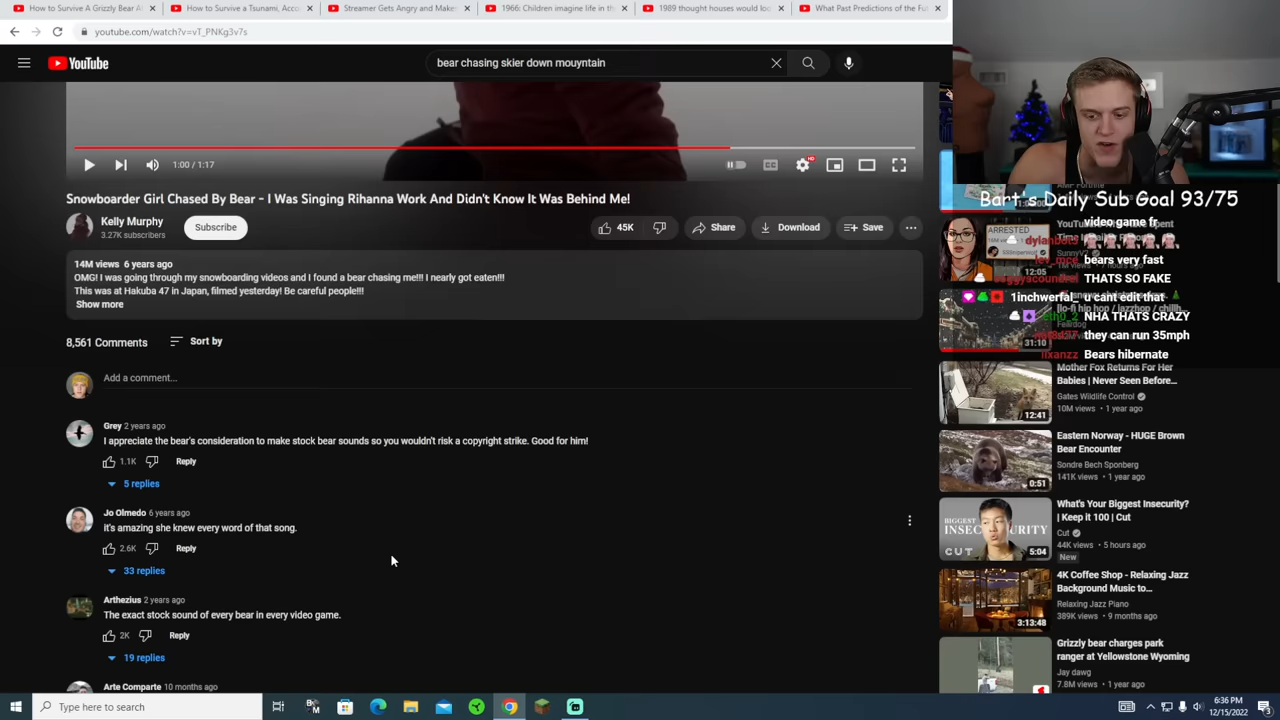 How to Survive A Grizzly Bear A
How to Survive a Tsunami, Acco
Streamer Gets Angry and Make
1966: Children imagine life in th
1989 thought houses would loo
What Past Predictions of the Fut
youtube.com/watch?v=vT_PNKg3v7s
YouTube
bear chasing skier down mouyntain
1:00 / 1:17
HD
Snowboarder Girl Chased By Bear - I Was Singing Rihanna Work And Didn't Know It Was Behind Me!
Kelly Murphy
3.27K subscribers
Subscribe
45K
Share
Download
Save
14M views 6 years ago
OMG! I was going through my snowboarding videos and I found a bear chasing me!!! I nearly got eaten!!!
This was at Hakuba 47 in Japan, filmed yesterday! Be careful people!!!
Show more
8,561 Comments
Sort by
Add a comment...
Grey 2 years ago
I appreciate the bear's consideration to make stock bear sounds so you wouldn't risk a copyright strike. Good for him!
1.1K
Reply
5 replies
Jo Olmedo 6 years ago
it's amazing she knew every word of that song.
2.6K
Reply
33 replies
Arthezius 2 years ago
The exact stock sound of every bear in every video game.
2K
Reply
19 replies
Arte Comparte 10 months ago
Bart's Daily Sub Goal 93/75
video game fr
bears very fast
THATS SO FAKE
1inchwerfal_ u cant edit that
eth0_2 NHA THATS CRAZY
they can run 35mph
lixanzz Bears hibernate
ARRESTED
12:05
SunnyV2
31:10
Mother Fox Returns For Her
Babies | Never Seen Before...
Gates Wildlife Control
10M views • 1 year ago
12:41
Eastern Norway - HUGE Brown
Bear Encounter
Sondre Bech Sponberg
141K views • 1 year ago
0:51
What's Your Biggest Insecurity?
| Keep it 100 | Cut
Cut
44K views • 5 hours ago
New
BIGGEST
CUT
5:04
4K Coffee Shop - Relaxing Jazz
Background Music to...
Relaxing Jazz Piano
389K views • 9 months ago
3:13:48
Grizzly bear charges park
ranger at Yellowstone Wyoming
Jay dawg
7.8M views • 1 year ago
Type here to search
6:36 PM
12/15/2022